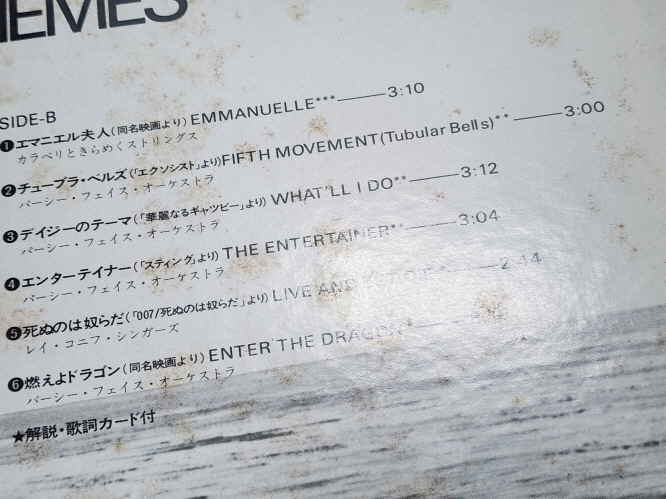 HEMES
SIDE-B
❶エマニエル夫人(同名映画より) EMMANUELLE***――3:10
カラベリときらめくストリングス
❷チューブラ・ベルズ(「エクソシスト」より)FIFTH MOVEMENT(Tubular Bells)**――3:00
パーシー・フェイス・オーケストラ
❸デイジーのテーマ(「華麗なるギャツビー」より) WHAT'LL I DO**――3:12
パーシー・フェイス・オーケストラ
❹エンターテイナー(「スティング」より) THE ENTERTAINER**――3:04
パーシー・フェイス・オーケストラ
❺死ぬのは奴らだ(「007/死ぬのは奴らだ」より) LIVE AND LET DIE――2:44
レイ・コニフ・シンガーズ
❻燃えよドラゴン(同名映画より) ENTER THE DRAGON
パーシー・フェイス・オーケストラ
★解説・歌詞カード付